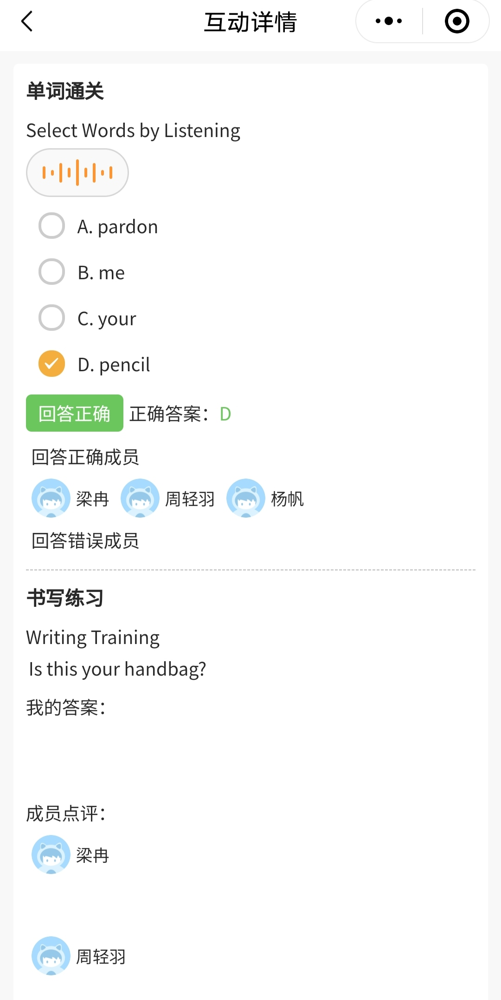 互动详情
单词通关
Select Words by Listening
A. pardon
B. me
C. your
D. pencil
回答正确 正确答案：D
回答正确成员
梁冉 周轻羽 杨帆
回答错误成员
书写练习
Writing Training
Is this your handbag?
我的答案：
成员点评：
梁冉
周轻羽